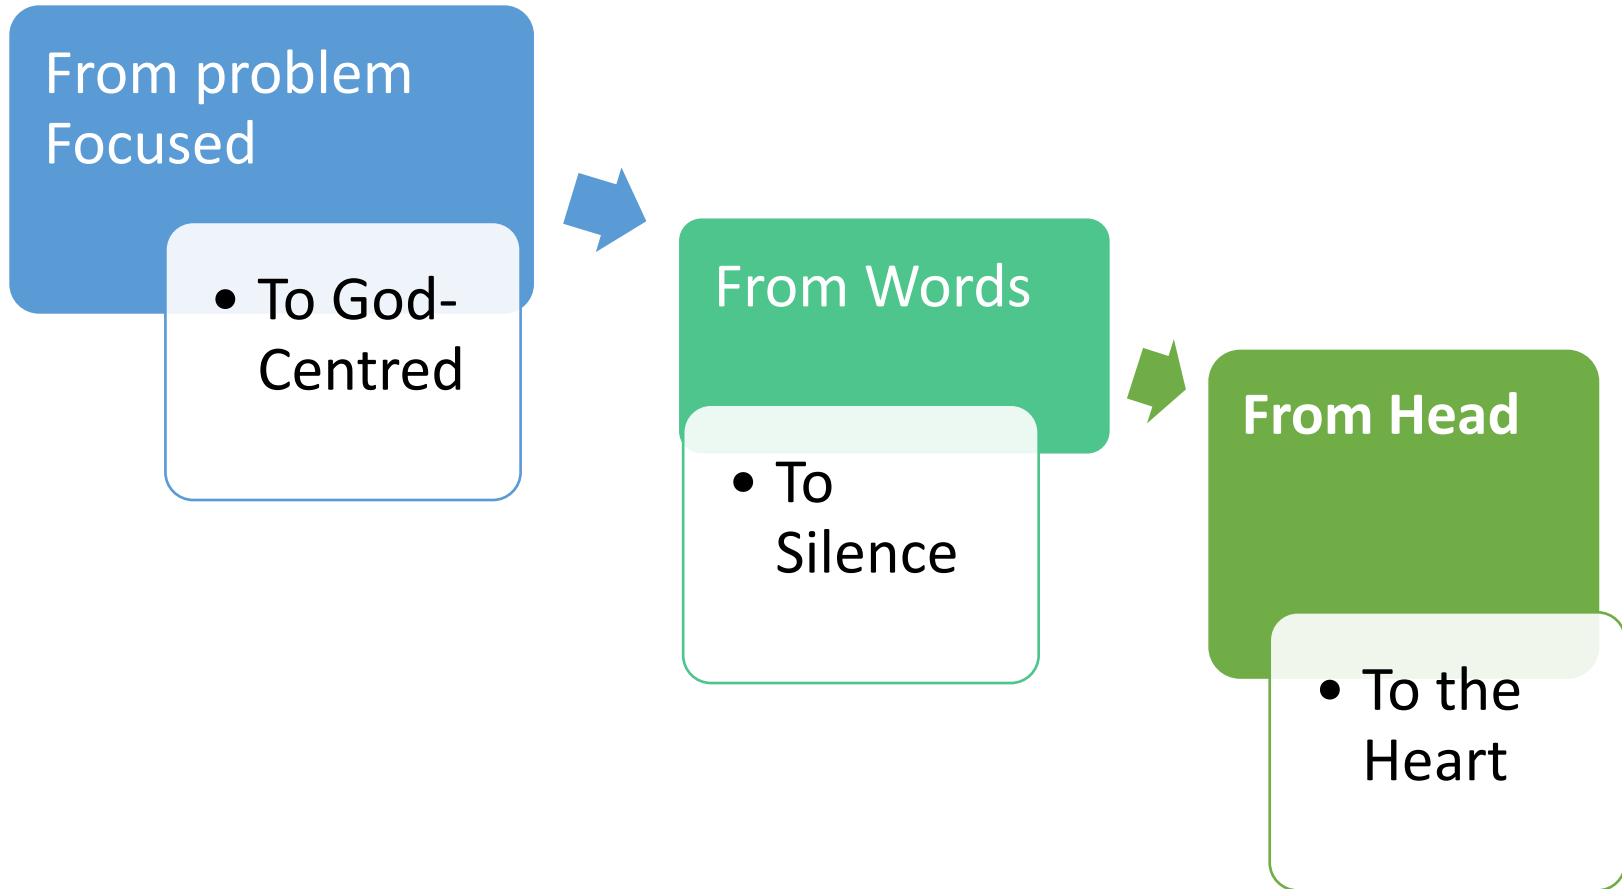 From problem
Focused
• To God-
Centred
From Words
• To
Silence
From Head
• To the
Heart